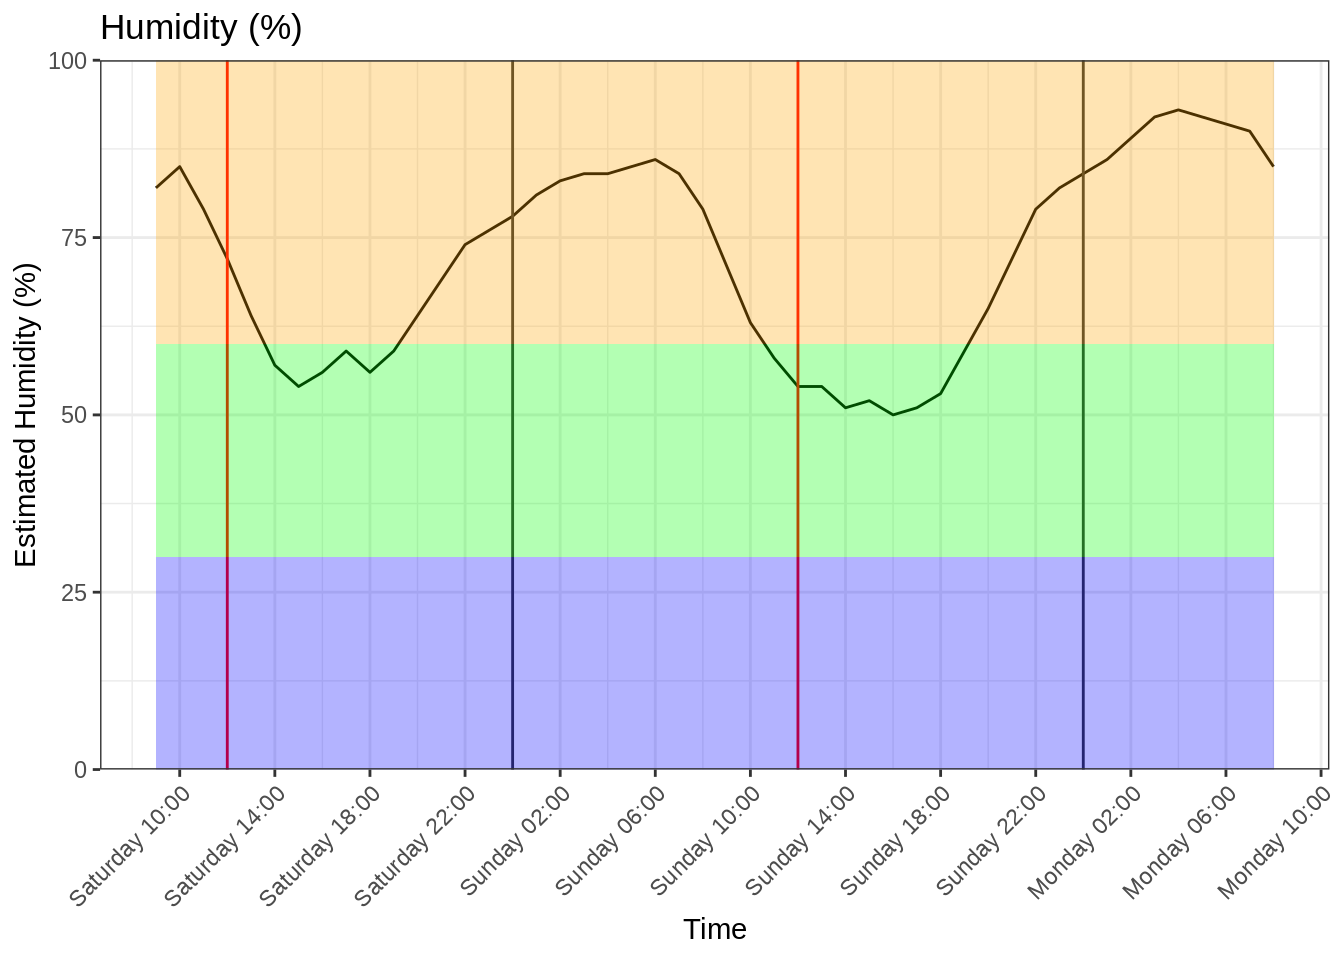 Humidity (%)
100
75
50
25
0
Estimated Humidity (%)
Saturday 10:00
Saturday 14:00
Saturday 18:00
Saturday 22:00
Sunday 02:00
Sunday 06:00
Sunday 10:00
Sunday 14:00
Sunday 18:00
Sunday 22:00
Monday 02:00
Monday 06:00
Monday 10:00
Time